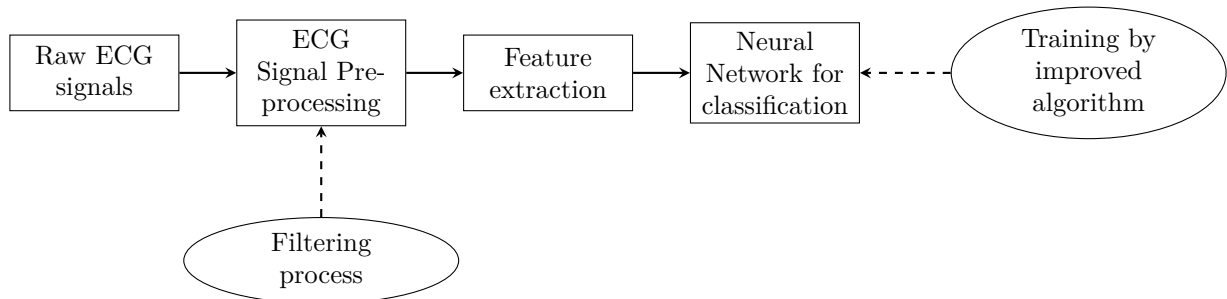 Raw ECG
signals
ECG
Signal Pre-
processing
Feature
extraction
Neural
Network for
classification
Training by
improved
algorithm
Filtering
process